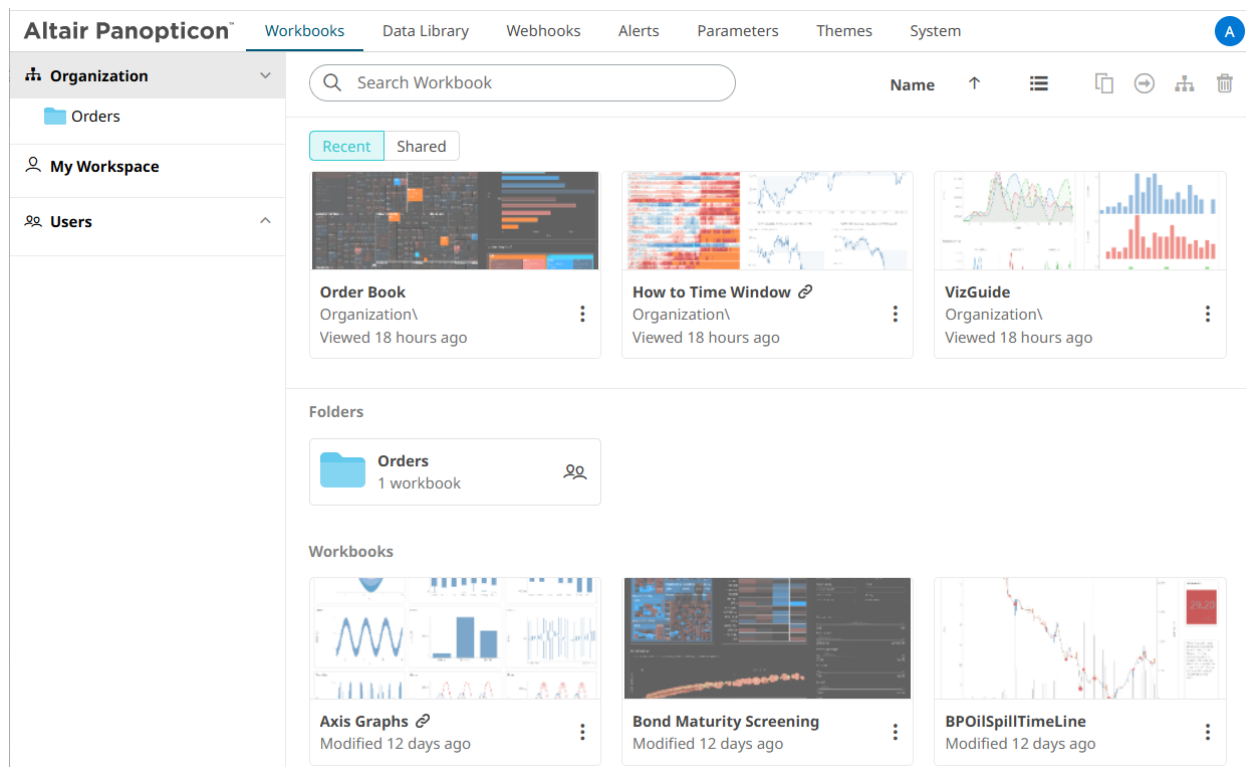 Altair Panopticon™
Workbooks
Data Library
Webhooks
Alerts
Parameters
Themes
System
A
Organization
Orders
My Workspace
Users
Search Workbook
Name
Recent
Shared
Order Book
Organization\
Viewed 18 hours ago
How to Time Window
Organization\
Viewed 18 hours ago
VizGuide
Organization\
Viewed 18 hours ago
Folders
Orders
1 workbook
Workbooks
29.20
Axis Graphs
Modified 12 days ago
Bond Maturity Screening
Modified 12 days ago
BPOilSpillTimeLine
Modified 12 days ago